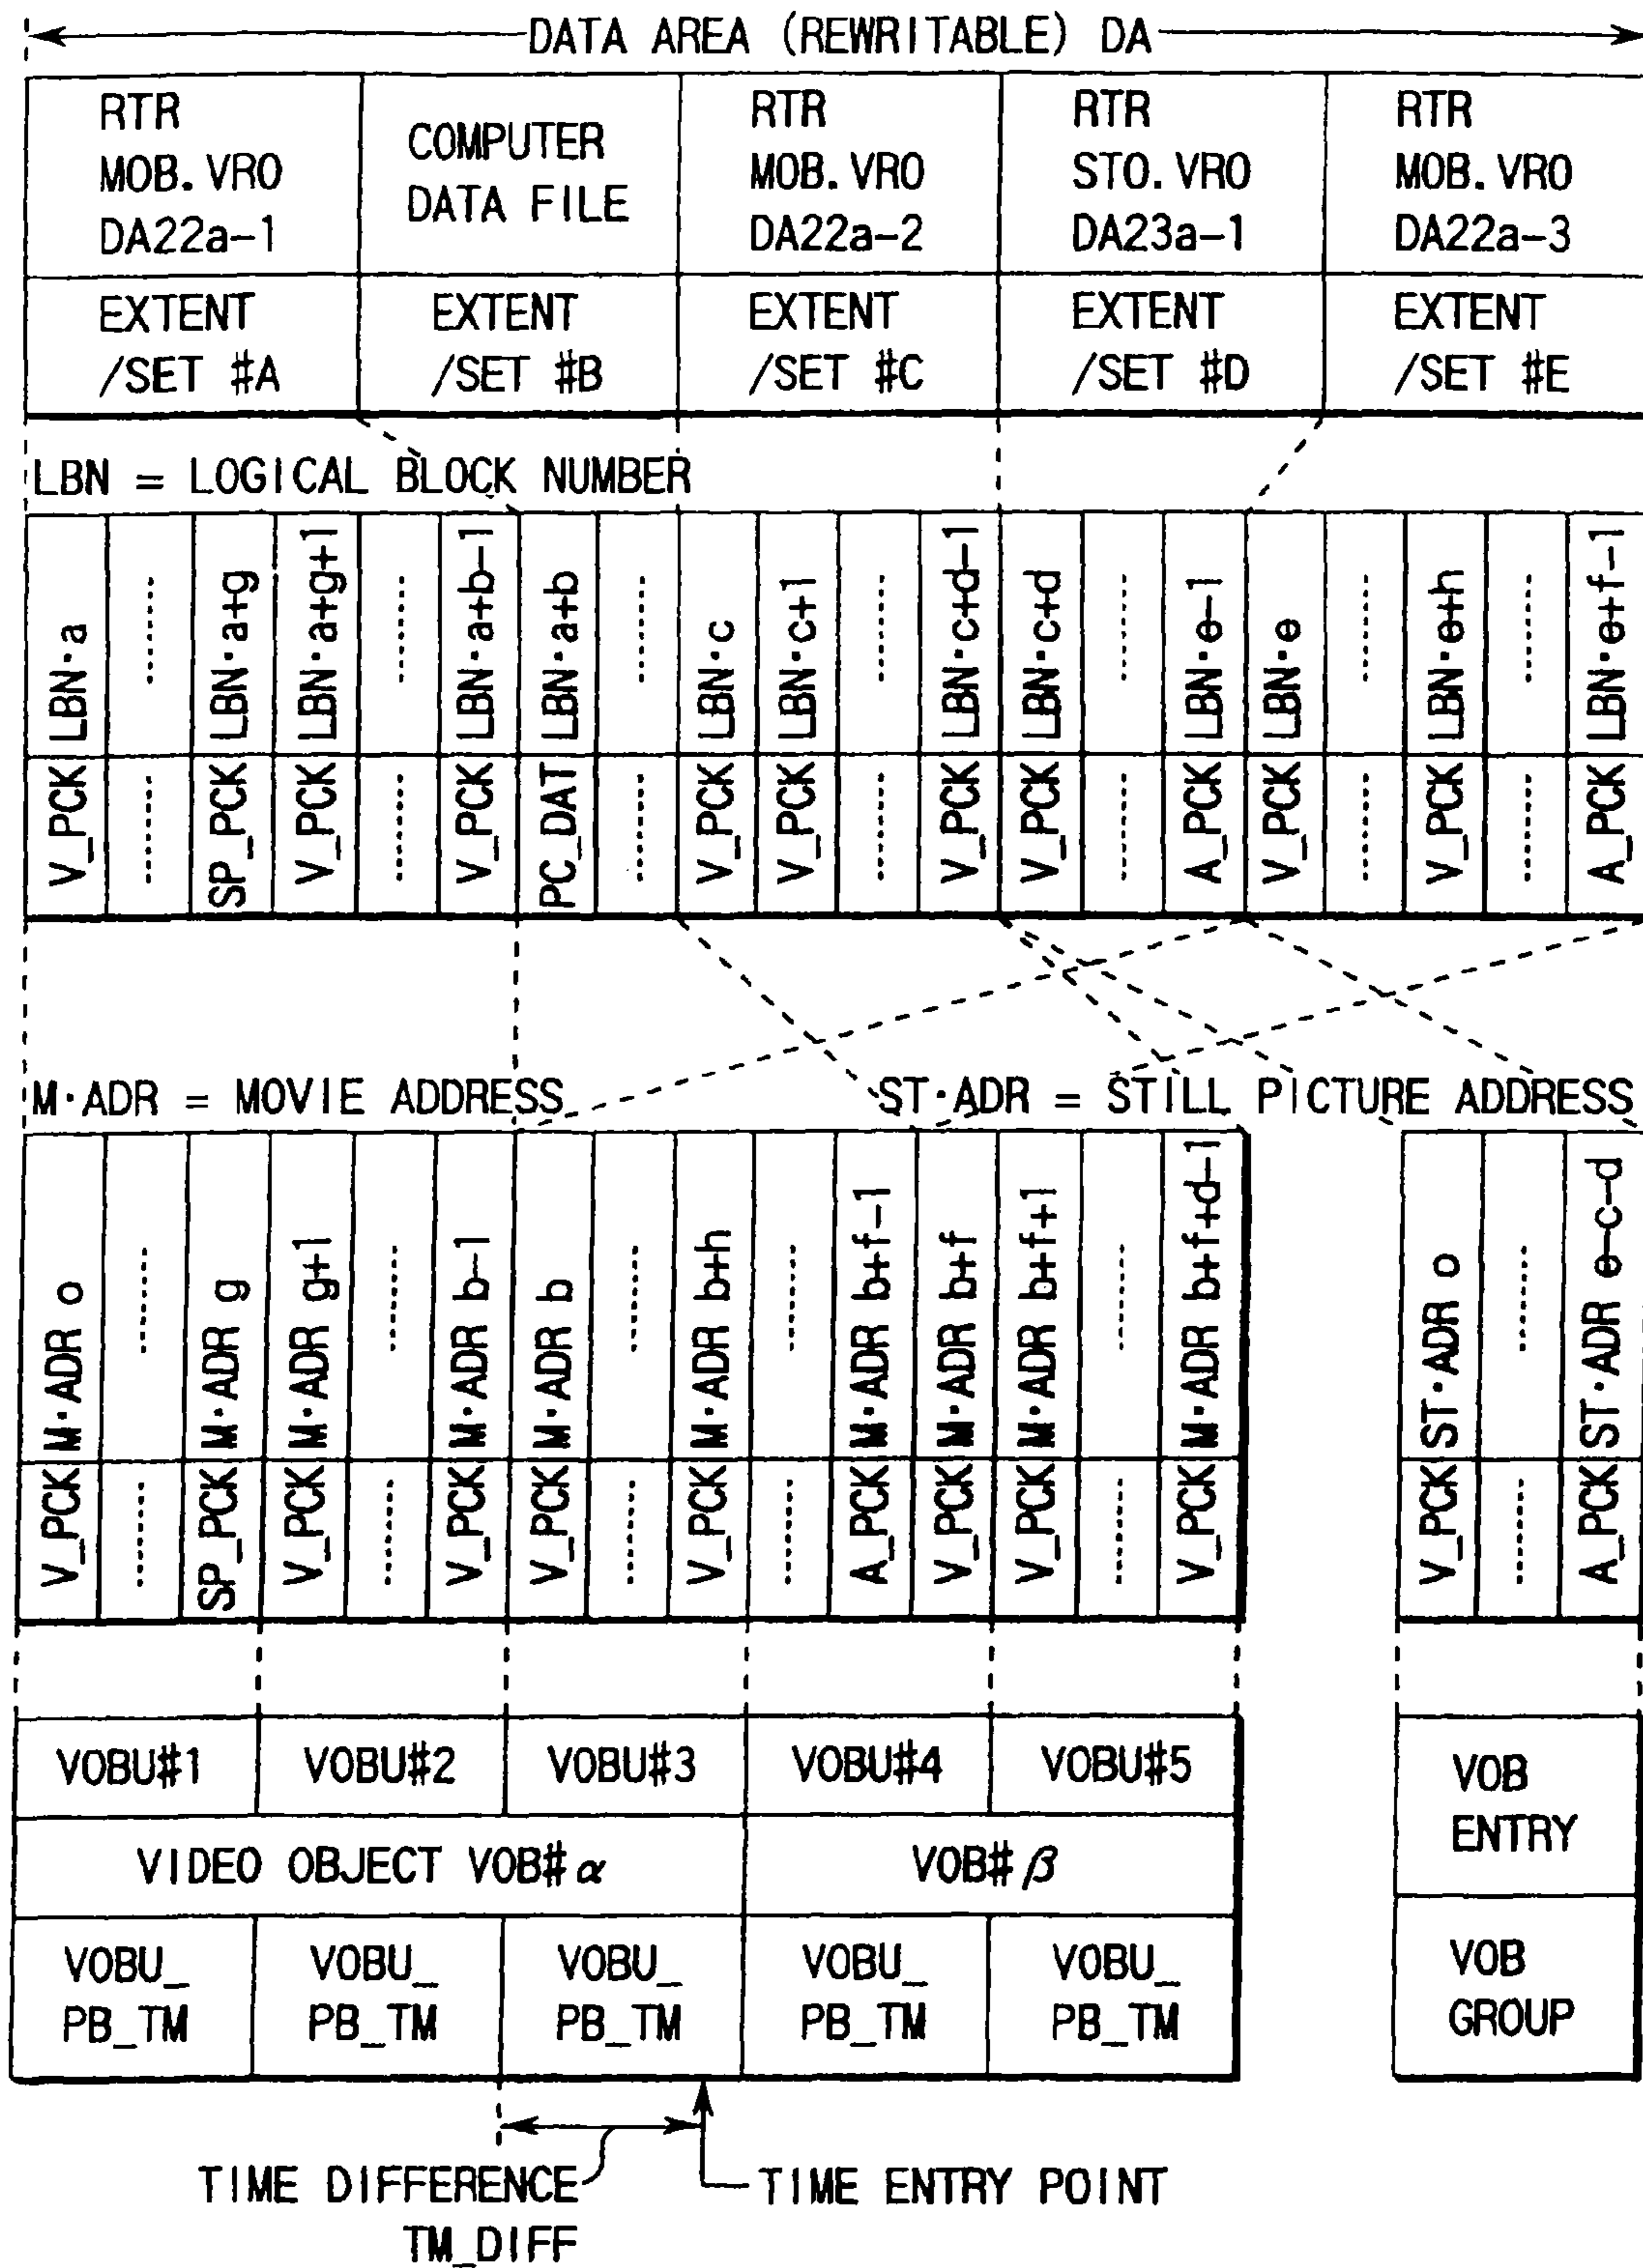 DATA AREA (REWRITABLE) DA
RTR
MOB.VRO
DA22a-1
COMPUTER
DATA FILE
RTR
MOB.VRO
DA22a-2
RTR
STO.VRO
DA23a-1
RTR
MOB.VRO
DA22a-3
EXTENT
/SET #A
EXTENT
/SET #B
EXTENT
/SET #C
EXTENT
/SET #D
EXTENT
/SET #E
LBN = LOGICAL BLOCK NUMBER
LBN·a
LBN·a+g
LBN·a+g+1
LBN·a+b-1
LBN·a+b
LBN·c
LBN·c+1
LBN·c+d-1
LBN·c+d
LBN·e-1
LBN·e
LBN·e+h
LBN·e+f-1
V_PCK
SP_PCK
V_PCK
V_PCK
PC_DAT
V_PCK
V_PCK
V_PCK
V_PCK
A_PCK
V_PCK
V_PCK
A_PCK
M·ADR = MOVIE ADDRESS
ST·ADR = STILL PICTURE ADDRESS
M·ADR o
M·ADR g
M·ADR g+1
M·ADR b-1
M·ADR b
M·ADR b+h
M·ADR b+f-1
M·ADR b+f
M·ADR b+f+1
M·ADR b+f+d-1
ST·ADR o
ST·ADR e-c-d
V_PCK
SP_PCK
V_PCK
V_PCK
V_PCK
V_PCK
A_PCK
V_PCK
V_PCK
V_PCK
V_PCK
A_PCK
VOBU#1
VOBU#2
VOBU#3
VOBU#4
VOBU#5
VOB
ENTRY
VIDEO OBJECT VOB#α
VOB#β
VOBU_
PB_TM
VOBU_
PB_TM
VOBU_
PB_TM
VOBU_
PB_TM
VOBU_
PB_TM
VOB
GROUP
TIME DIFFERENCE
TM_DIFF
TIME ENTRY POINT